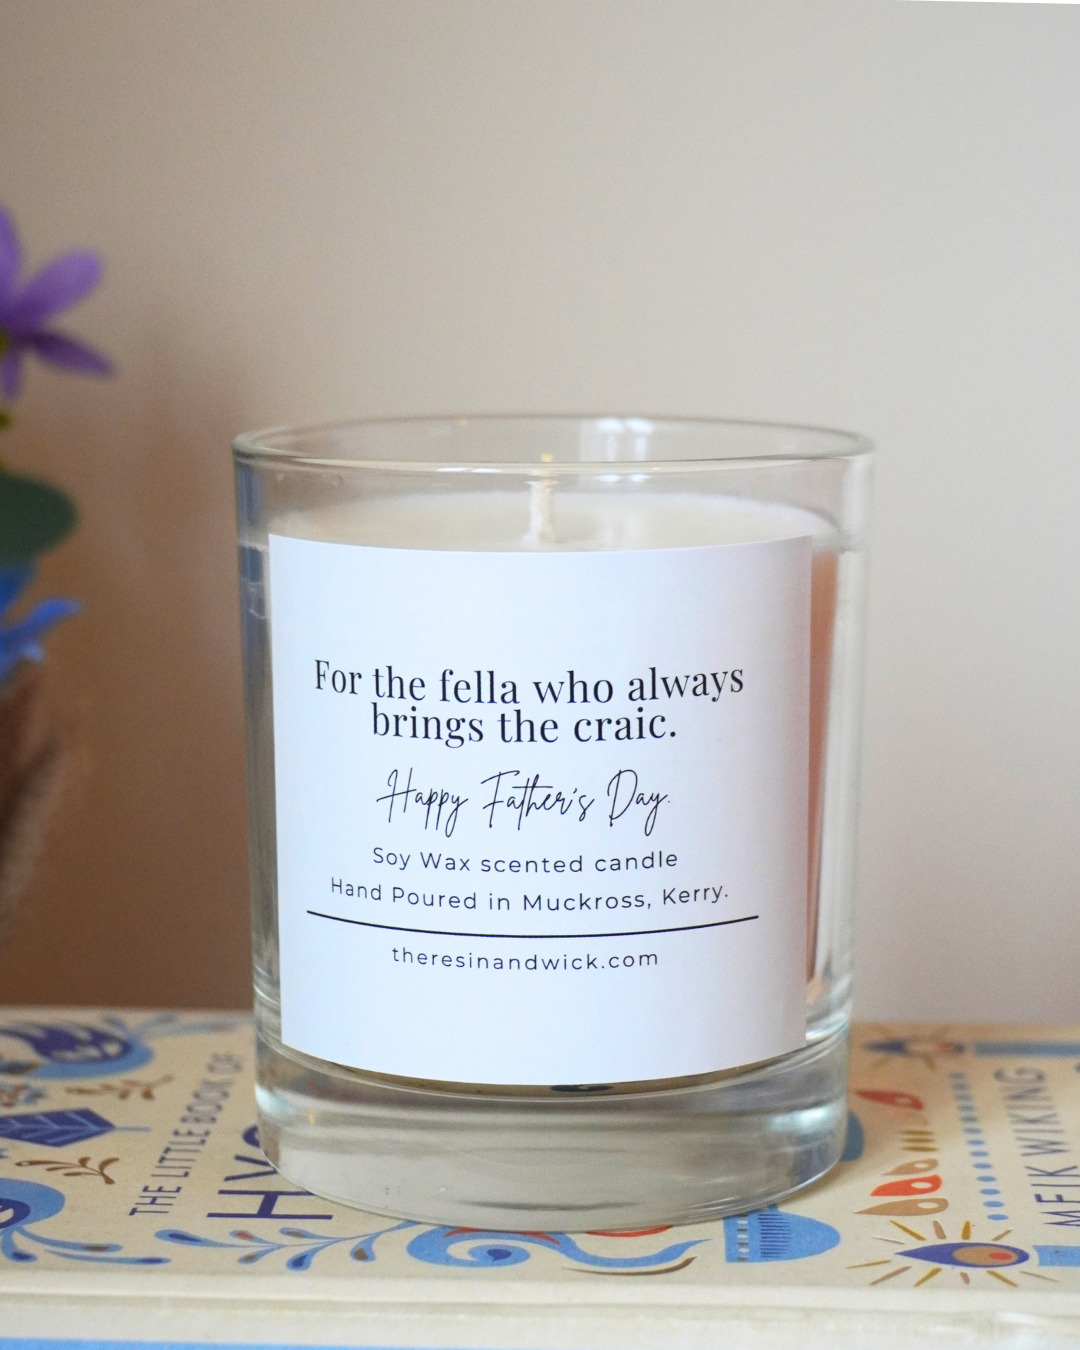 For the fella who always
brings the craic.
Happy Father's Day.
Soy Wax scented candle
Hand Poured in Muckross, Kerry.
theresinandwick.com
THE LITTLE BOOK OF
MEIK WIKING